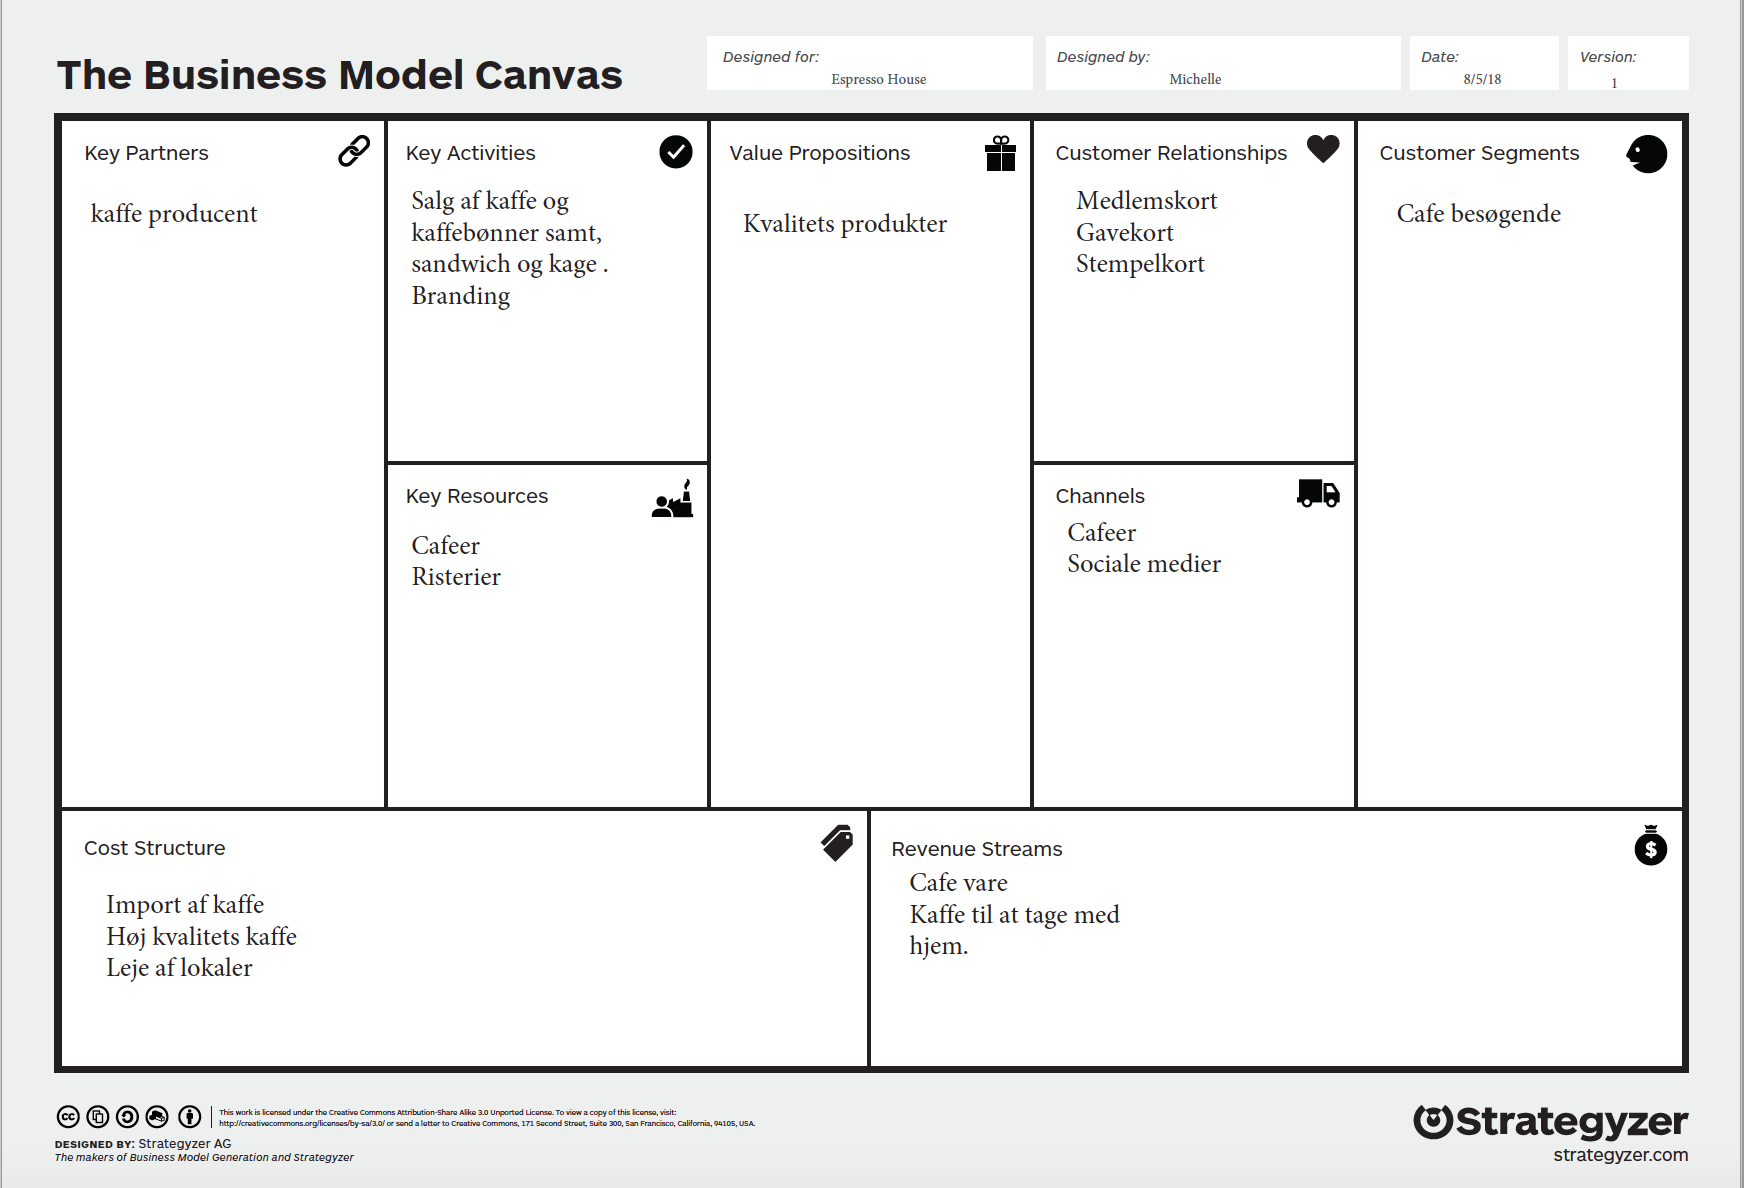 The Business Model Canvas
Designed for:
Espresso House
Designed by:
Michelle
Date:
8/5/18
Version:
1
Key Partners
kaffe producent
Key Activities
Salg af kaffe og
kaffebønner samt,
sandwich og kage .
Branding
Key Resources
Cafeer
Risterier
Value Propositions
Kvalitets produkter
Customer Relationships
Medlemskort
Gavekort
Stempelkort
Channels
Cafeer
Sociale medier
Customer Segments
Cafe besøgende
Cost Structure
Import af kaffe
Høj kvalitets kaffe
Leje af lokaler
Revenue Streams
Cafe vare
Kaffe til at tage med
hjem.
This work is licensed under the Creative Commons Attribution-Share Alike 3.0 Unported License. To view a copy of this license, visit:
http://creativecommons.org/licenses/by-sa/3.0/ or send a letter to Creative Commons, 171 Second Street, Suite 300, San Francisco, California, 94105, USA.
DESIGNED BY: Strategyzer AG
The makers of Business Model Generation and Strategyzer
Strategyzer
strategyzer.com